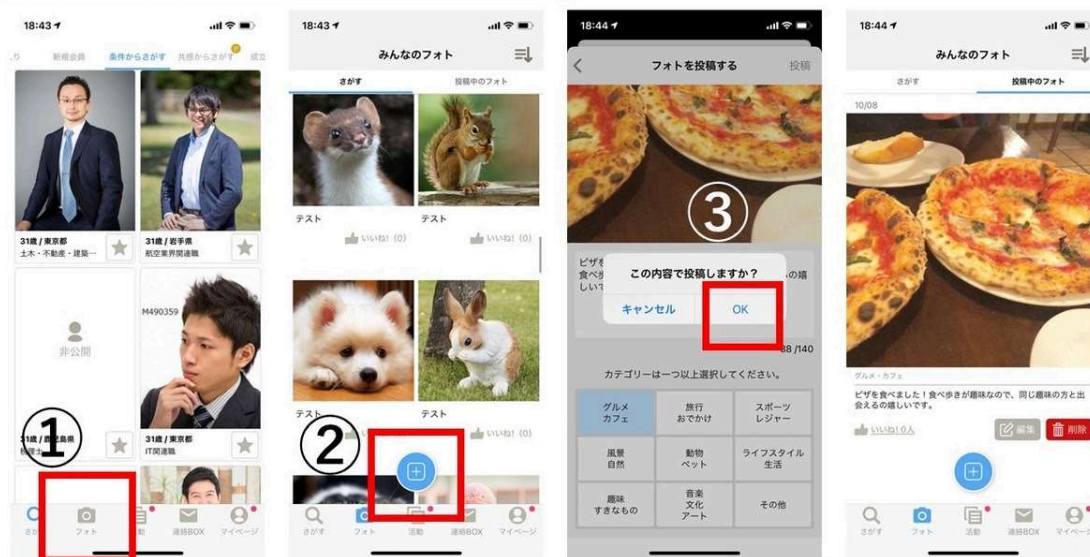 18:43
新規会員
条件からさがす
共感からさがす
31歳 / 東京都
土木・不動産・建築…
31歳 / 岩手県
航空業界関連職
非公開
M490359
①
31歳 / 東京都
IT関連職
さがす
フォト
活動
連絡BOX
マイページ
18:43
みんなのフォト
さがす
投稿中のフォト
テスト
テスト
いいね! (0)
いいね! (0)
テスト
テスト
いいね! (0)
②
さがす
フォト
活動
連絡BOX
マイページ
18:44
フォトを投稿する
投稿
③
この内容で投稿しますか?
キャンセル
OK
/140
カテゴリーは一つ以上選択してください。
グルメ
カフェ
旅行
おでかけ
スポーツ
レジャー
風景
自然
動物
ペット
ライフスタイル
生活
趣味
すきなもの
音楽
文化
アート
その他
18:44
みんなのフォト
さがす
投稿中のフォト
10/08
グルメ・カフェ
ピザを食べました!食べ歩きが趣味なので、同じ趣味の方と出
会えるの嬉しいです。
いいね! 0人
編集
削除
さがす
フォト
活動
連絡BOX
マイページ